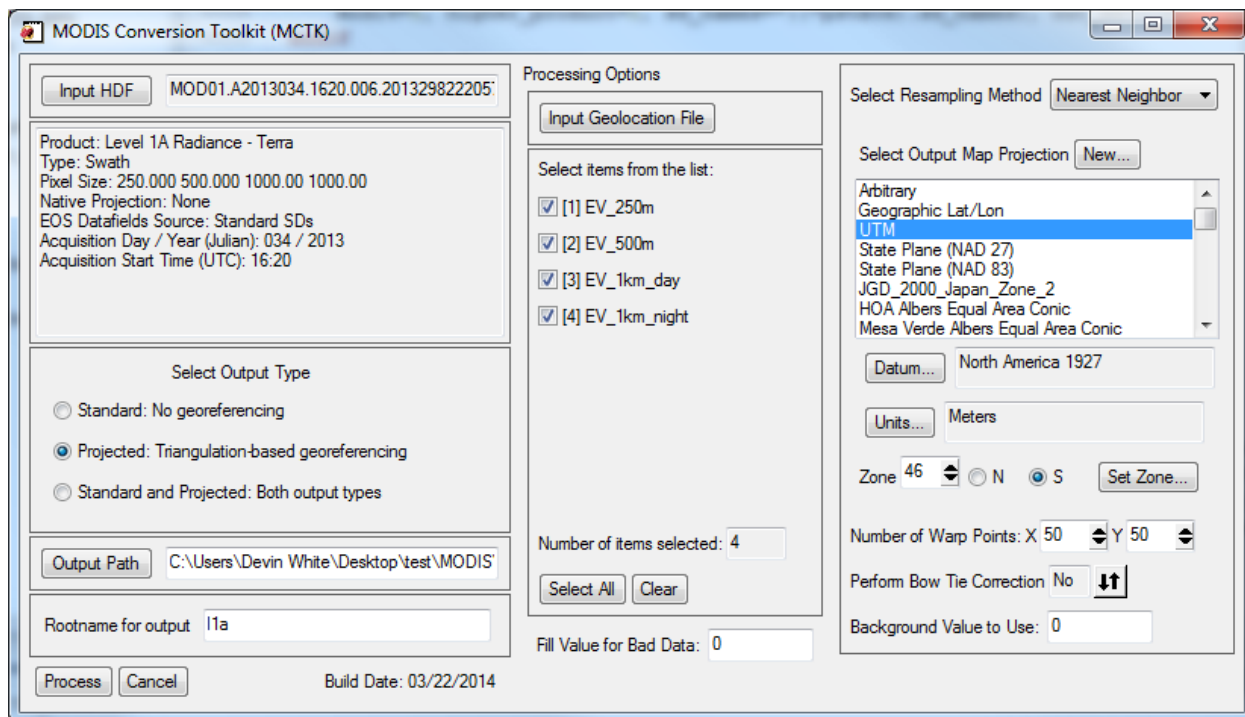 MODIS Conversion Toolkit (MCTK)
Input HDF MOD01.A2013034.1620.006.201329822205
Product: Level 1A Radiance - Terra
Type: Swath
Pixel Size: 250.000 500.000 1000.00 1000.00
Native Projection: None
EOS Datafields Source: Standard SDs
Acquisition Day / Year (Julian): 034 / 2013
Acquisition Start Time (UTC): 16:20
Select Output Type
Standard: No georeferencing
Projected: Triangulation-based georeferencing
Standard and Projected: Both output types
Output Path C:\Users\Devin White\Desktop\test\MODIS
Rootname for output l1a
Process Cancel Build Date: 03/22/2014
Processing Options
Input Geolocation File
Select items from the list:
[1] EV_250m
[2] EV_500m
[3] EV_1km_day
[4] EV_1km_night
Number of items selected: 4
Select All Clear
Fill Value for Bad Data: 0
Select Resampling Method Nearest Neighbor
Select Output Map Projection New...
Arbitrary
Geographic Lat/Lon
UTM
State Plane (NAD 27)
State Plane (NAD 83)
JGD_2000_Japan_Zone_2
HOA Albers Equal Area Conic
Mesa Verde Albers Equal Area Conic
Datum... North America 1927
Units... Meters
Zone 46 N S Set Zone...
Number of Warp Points: X 50 Y 50
Perform Bow Tie Correction No
Background Value to Use: 0